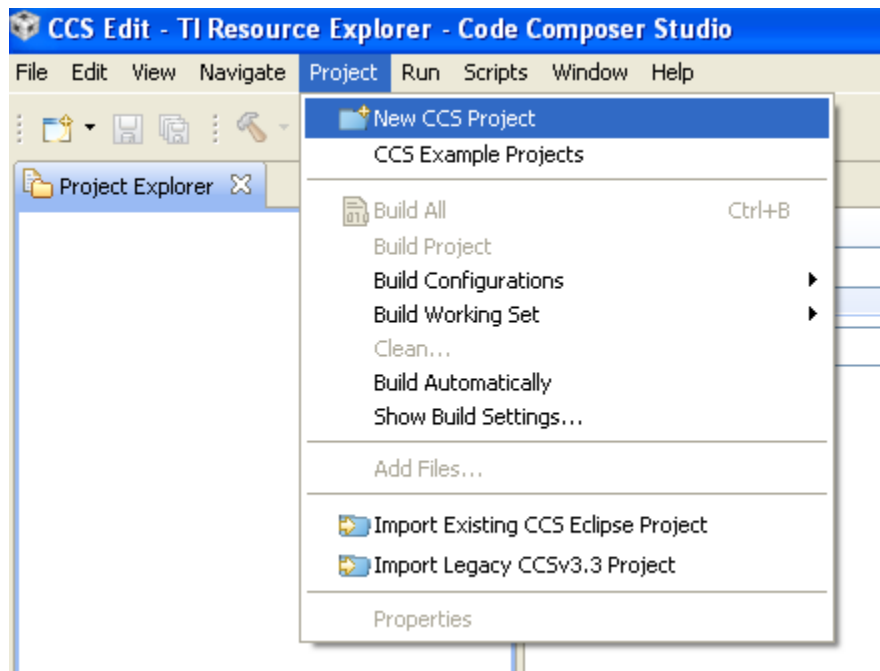 CCS Edit - TI Resource Explorer - Code Composer Studio
File Edit View Navigate Project Run Scripts Window Help
New CCS Project
CCS Example Projects
Project Explorer
Build All Ctrl+B
Build Project
Build Configurations
Build Working Set
Clean...
Build Automatically
Show Build Settings...
Add Files...
Import Existing CCS Eclipse Project
Import Legacy CCSv3.3 Project
Properties